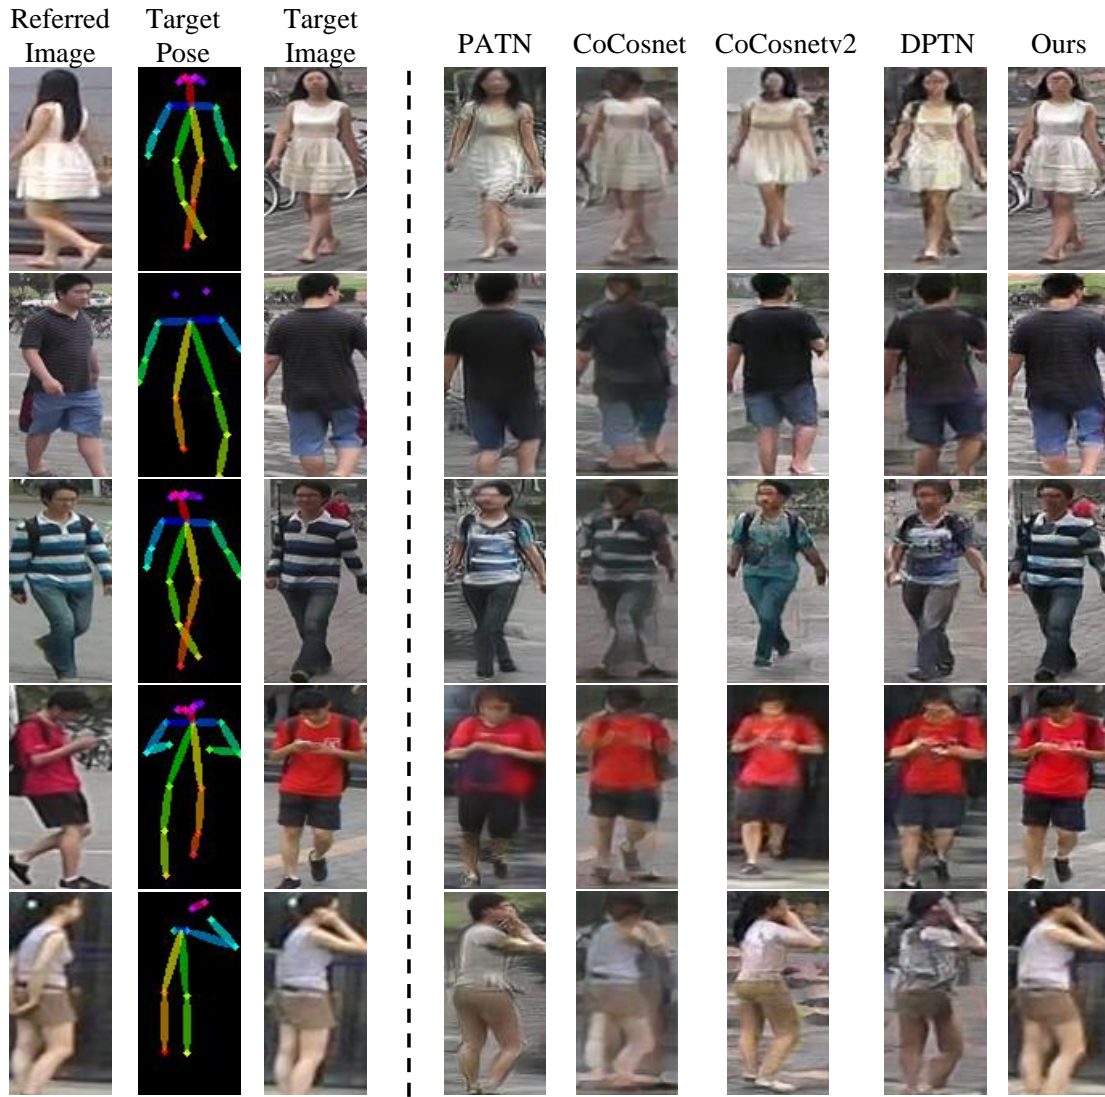 Referred Image
Target Pose
Target Image
PATN
CoCosnet
CoCosnetv2
DPTN
Ours